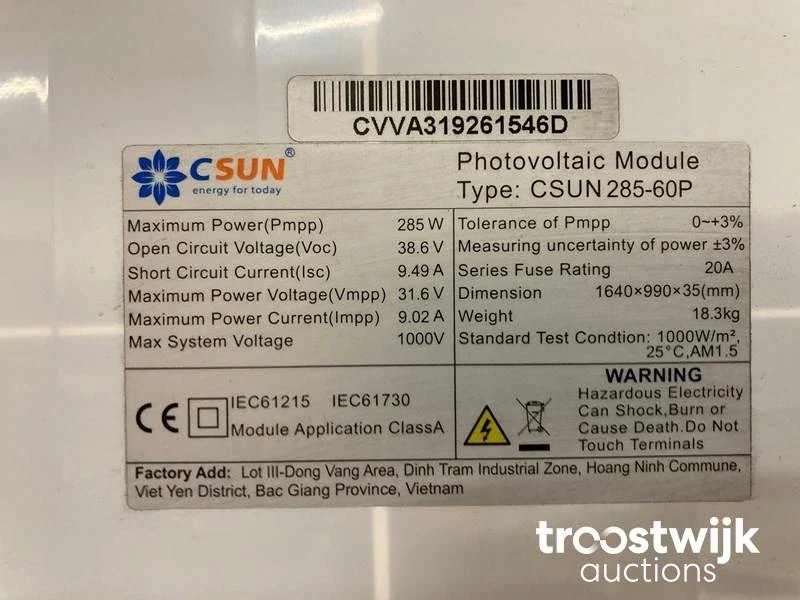 CVVA319261546D
CSUN®
energy for today
Photovoltaic Module
Type: CSUN 285-60P
Maximum Power(Pmpp) 285 W
Open Circuit Voltage(Voc) 38.6 V
Short Circuit Current(Isc) 9.49 A
Maximum Power Voltage(Vmpp) 31.6 V
Maximum Power Current(Impp) 9.02 A
Max System Voltage 1000V
Tolerance of Pmpp 0~+3%
Measuring uncertainty of power ±3%
Series Fuse Rating 20A
Dimension 1640×990×35(mm)
Weight 18.3kg
Standard Test Condtion: 1000W/m²,
25°C,AM1.5
CE IEC61215 IEC61730
Module Application ClassA
WARNING
Hazardous Electricity
Can Shock,Burn or
Cause Death.Do Not
Touch Terminals
Factory Add: Lot III-Dong Vang Area, Dinh Tram Industrial Zone, Hoang Ninh Commune,
Viet Yen District, Bac Giang Province, Vietnam
troostwijk
auctions